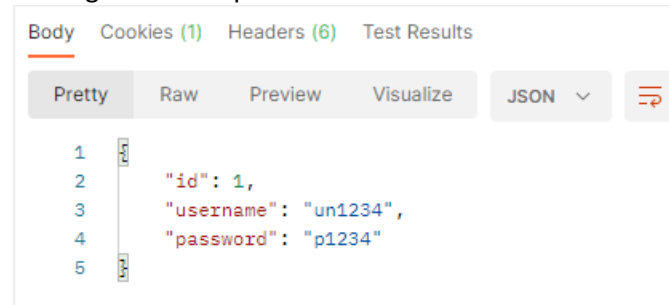 Body Cookies (1) Headers (6) Test Results
Pretty Raw Preview Visualize JSON
1 {
2 "id": 1,
3 "username": "un1234",
4 "password": "p1234"
5 }